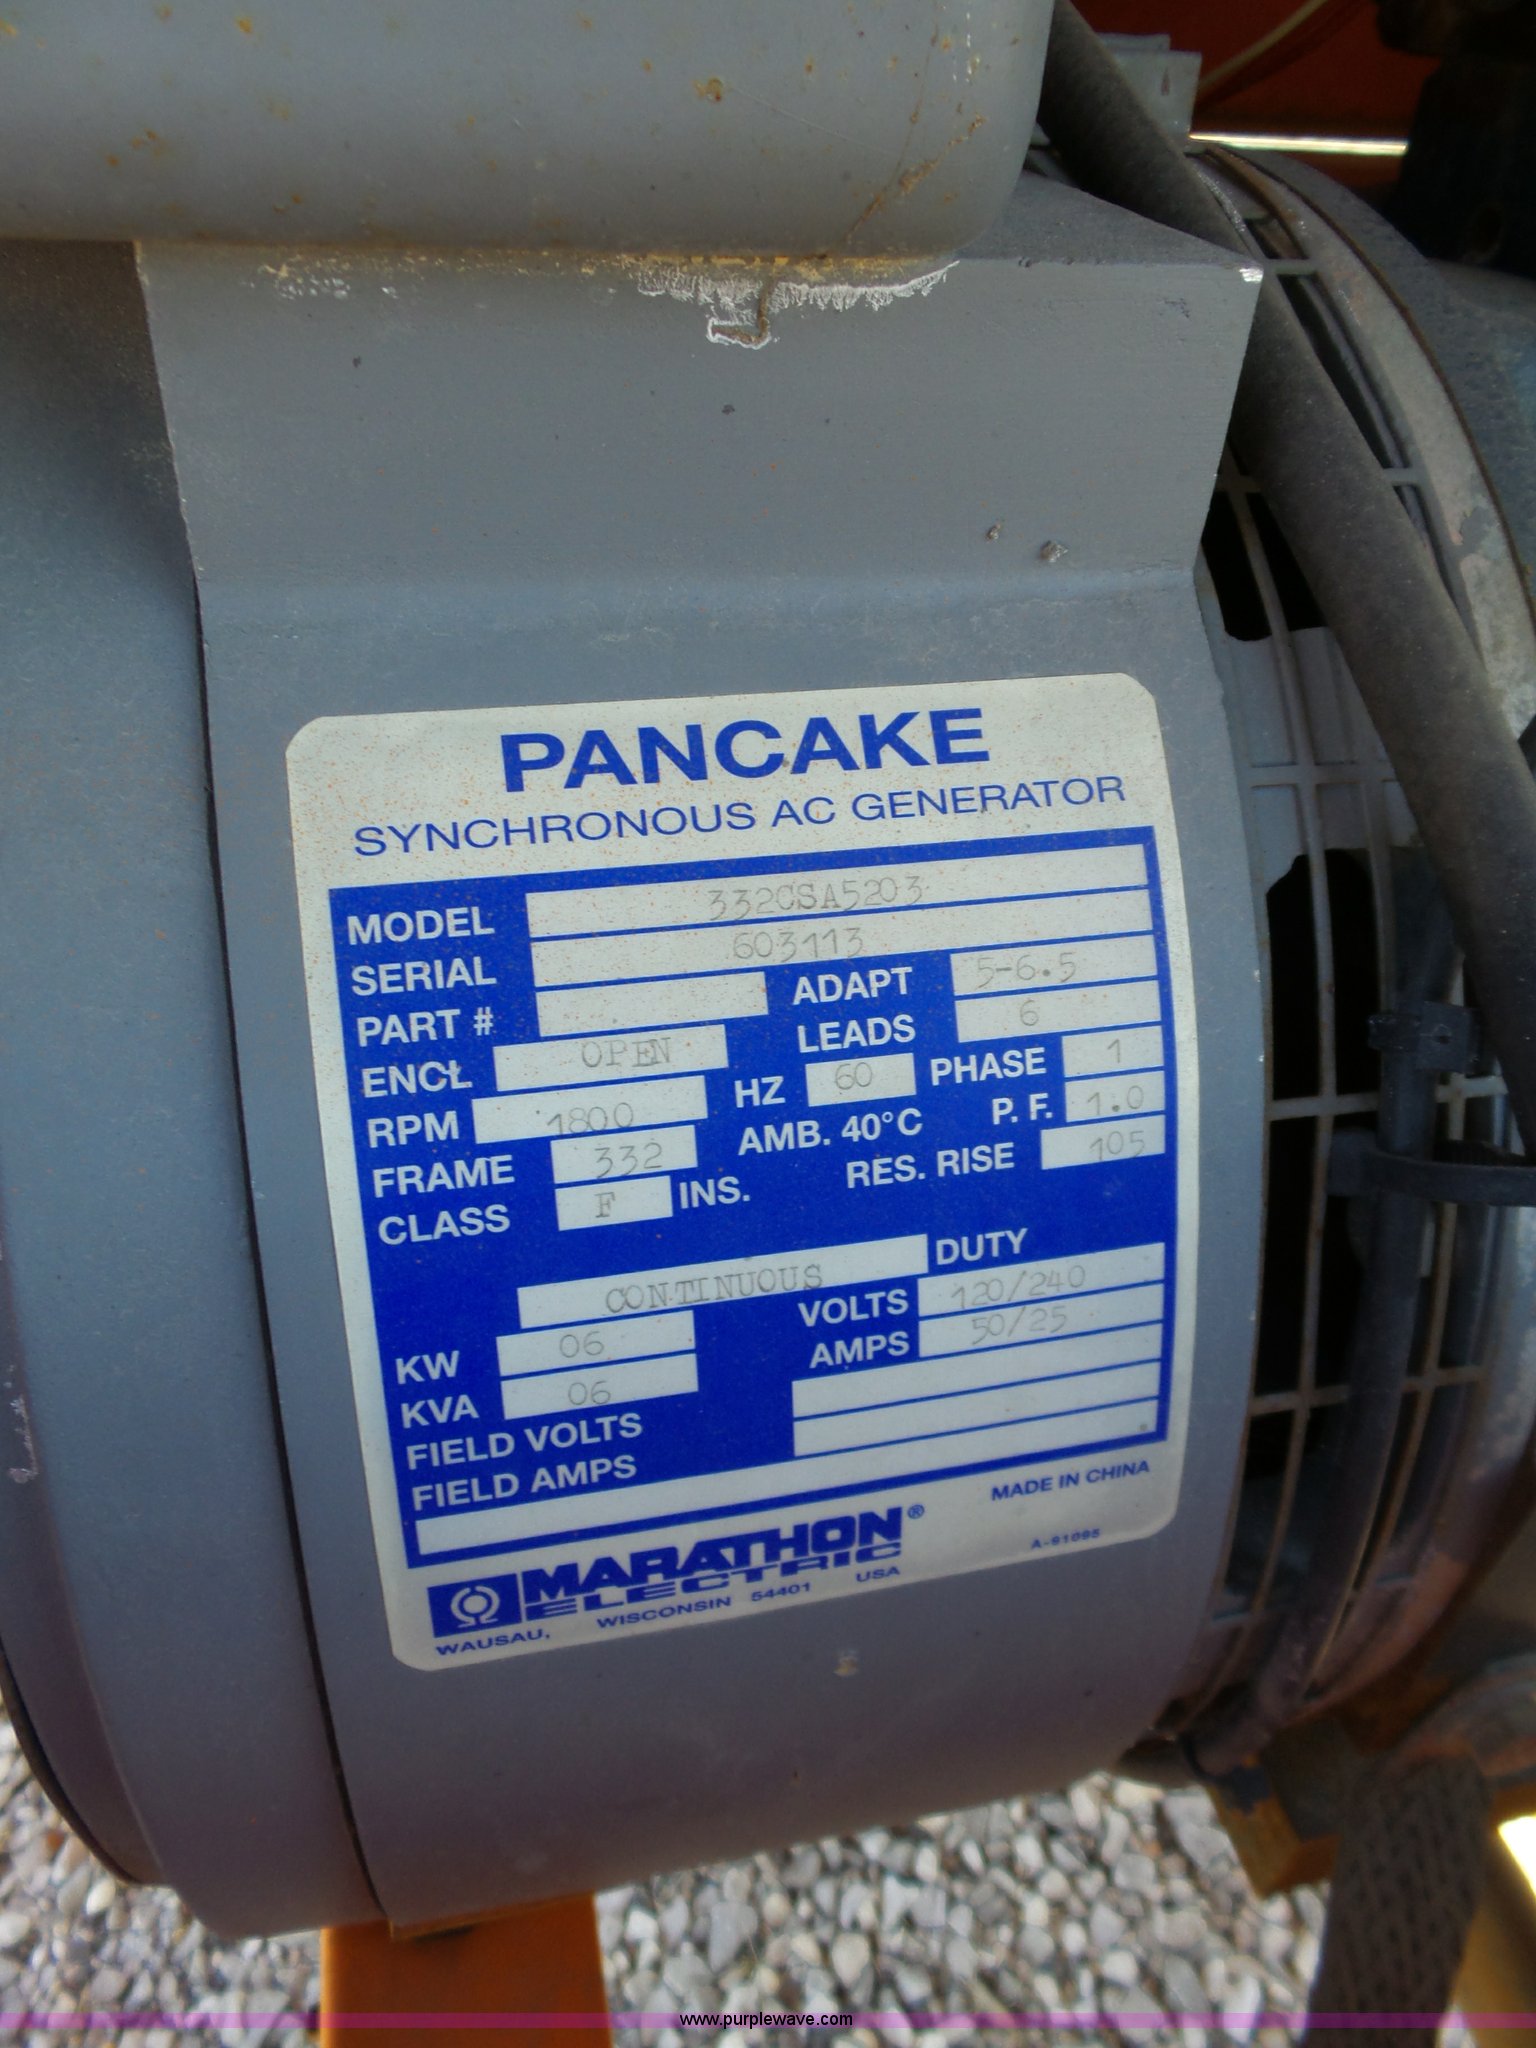 PANCAKE
SYNCHRONOUS AC GENERATOR
MODEL 332CSA5203
SERIAL 603113
PART # ADAPT 5-6.5
ENCL OPEN LEADS 6
RPM 1800 HZ 60 PHASE 1
FRAME 332 AMB. 40°C P. F. 1.0
CLASS F INS. RES. RISE 105
CONTINUOUS DUTY
KW 06 VOLTS 120/240
KVA 06 AMPS 50/25
FIELD VOLTS
FIELD AMPS
MARATHON®
ELECTRIC
MADE IN CHINA
WAUSAU, WISCONSIN 54401 USA
A-91095
www.purplewave.com